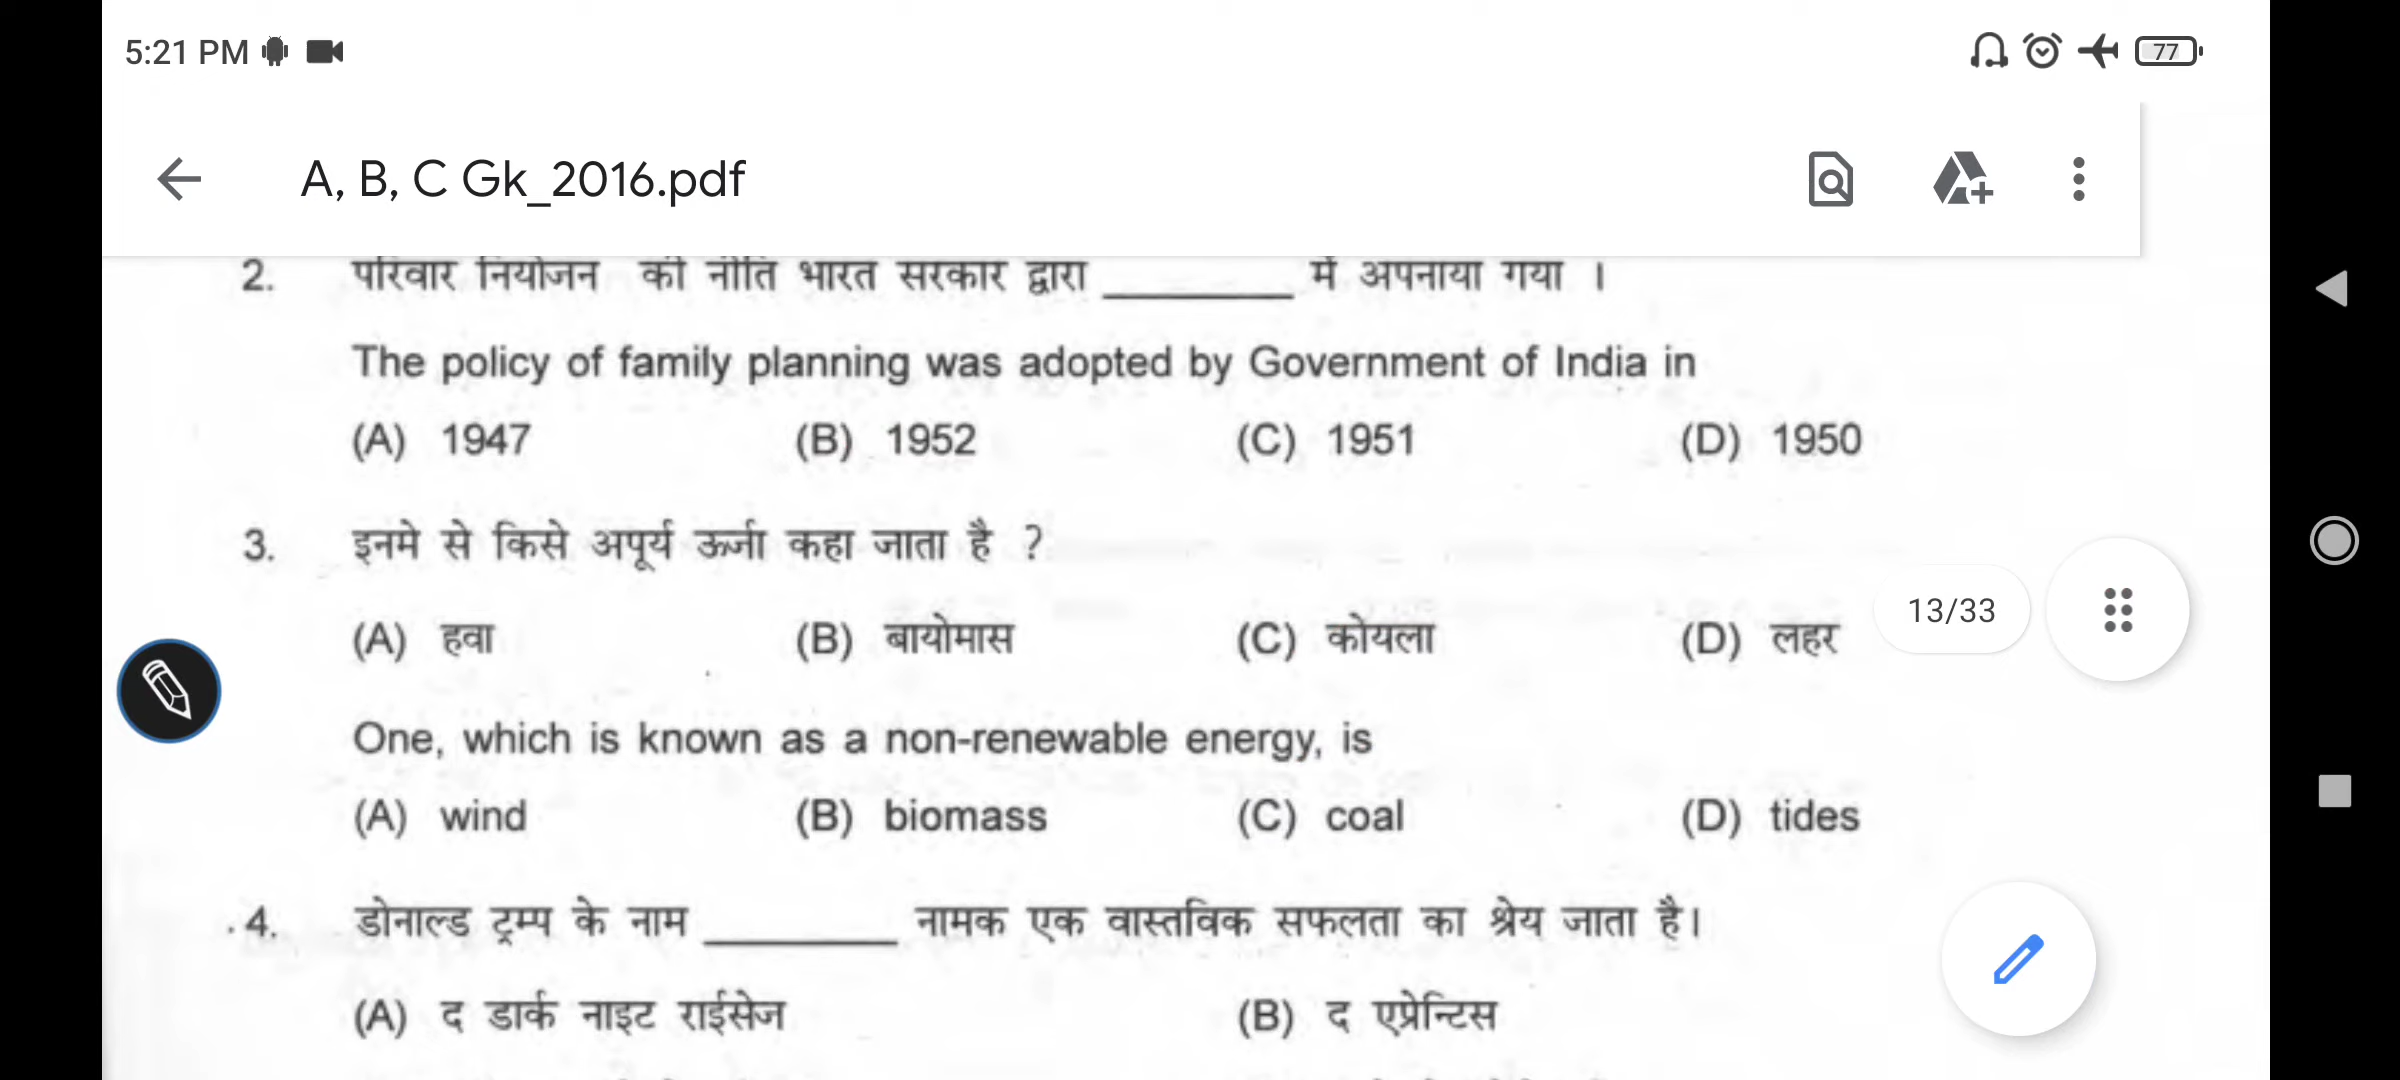 5:21 PM
77
A, B, C Gk_2016.pdf
2. परिवार नियोजन की नीति भारत सरकार द्वारा ________ में अपनाया गया ।
The policy of family planning was adopted by Government of India in
(A) 1947 (B) 1952 (C) 1951 (D) 1950
3. इनमे से किसे अपूर्य ऊर्जा कहा जाता है ?
13/33
(A) हवा (B) बायोमास (C) कोयला (D) लहर
One, which is known as a non-renewable energy, is
(A) wind (B) biomass (C) coal (D) tides
4. डोनाल्ड ट्रम्प के नाम ________ नामक एक वास्तविक सफलता का श्रेय जाता है।
(A) द डार्क नाइट राईसेज (B) द एप्रेन्टिस